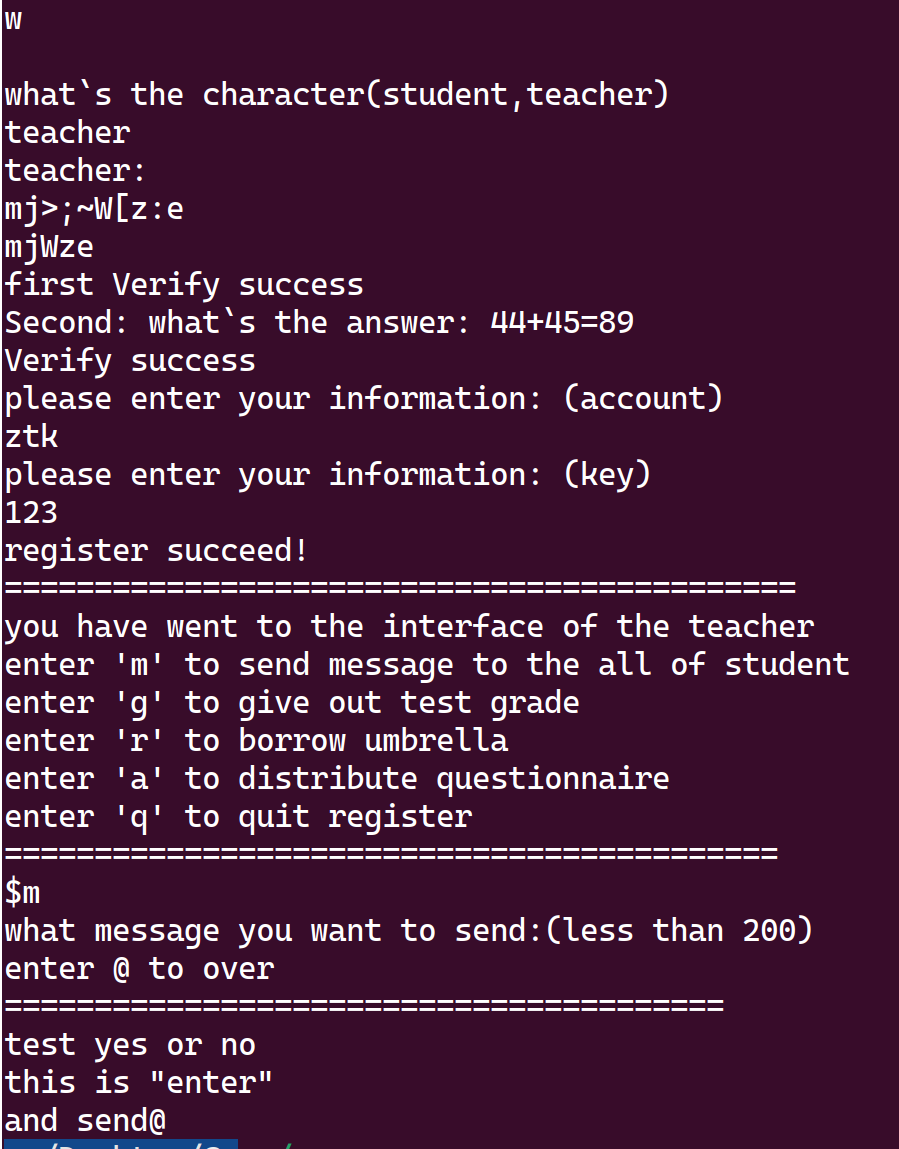 w
what`s the character(student,teacher)
teacher
teacher:
mj>;~W[z:e
mjWze
first Verify success
Second: what`s the answer: 44+45=89
Verify success
please enter your information: (account)
ztk
please enter your information: (key)
123
register succeed!
============================================
you have went to the interface of the teacher
enter 'm' to send message to the all of student
enter 'g' to give out test grade
enter 'r' to borrow umbrella
enter 'a' to distribute questionnaire
enter 'q' to quit register
===========================================
$m
what message you want to send:(less than 200)
enter @ to over
========================================
test yes or no
this is "enter"
and send@